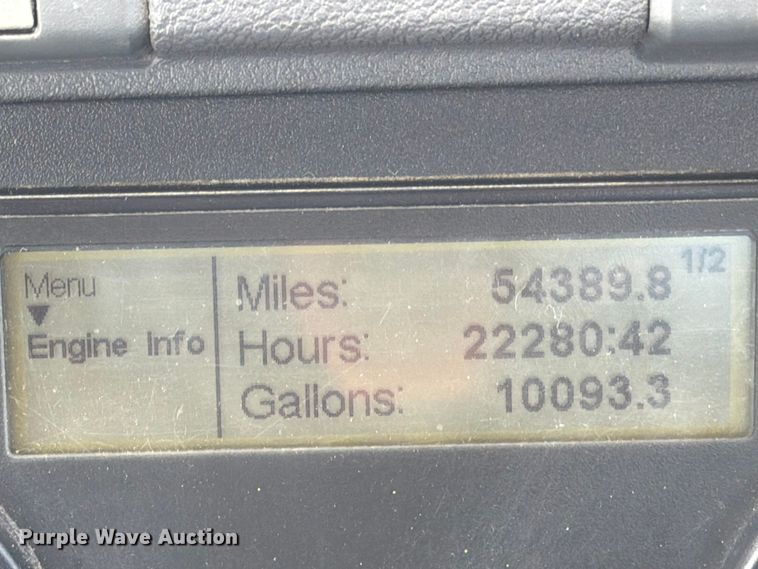 Menu
▼
Engine Info
1/2
Miles: 54389.8
Hours: 22280:42
Gallons: 10093.3
Purple Wave Auction